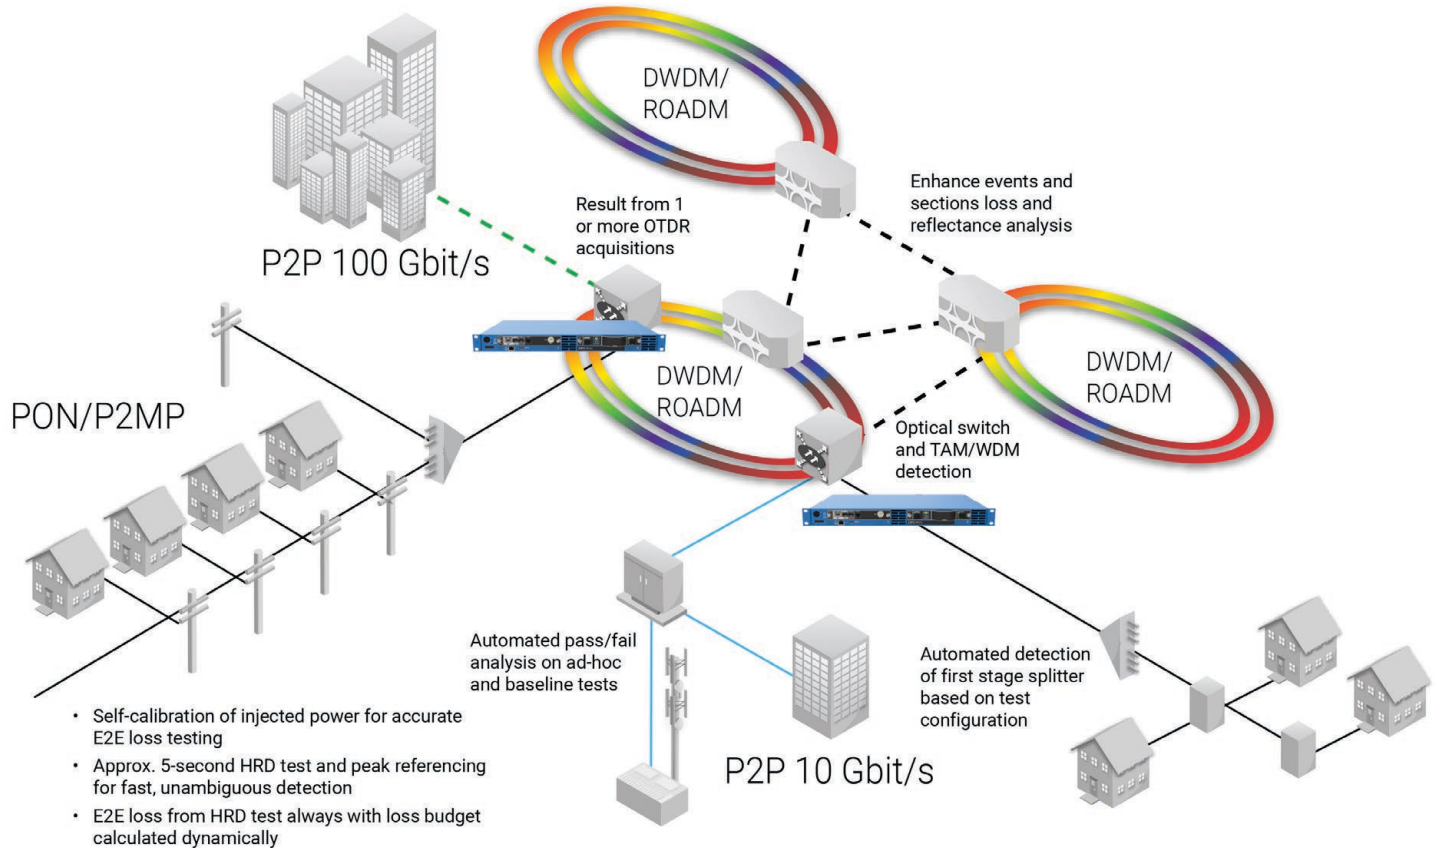 DWDM/
ROADM
Result from 1
or more OTDR
acquisitions
Enhance events and
sections loss and
reflectance analysis
P2P 100 Gbit/s
DWDM/
ROADM
DWDM/
ROADM
PON/P2MP
Optical switch
and TAM/WDM
detection
Automated pass/fail
analysis on ad-hoc
and baseline tests
Automated detection
of first stage splitter
based on test
configuration
P2P 10 Gbit/s
• Self-calibration of injected power for accurate
E2E loss testing
• Approx. 5-second HRD test and peak referencing
for fast, unambiguous detection
• E2E loss from HRD test always with loss budget
calculated dynamically